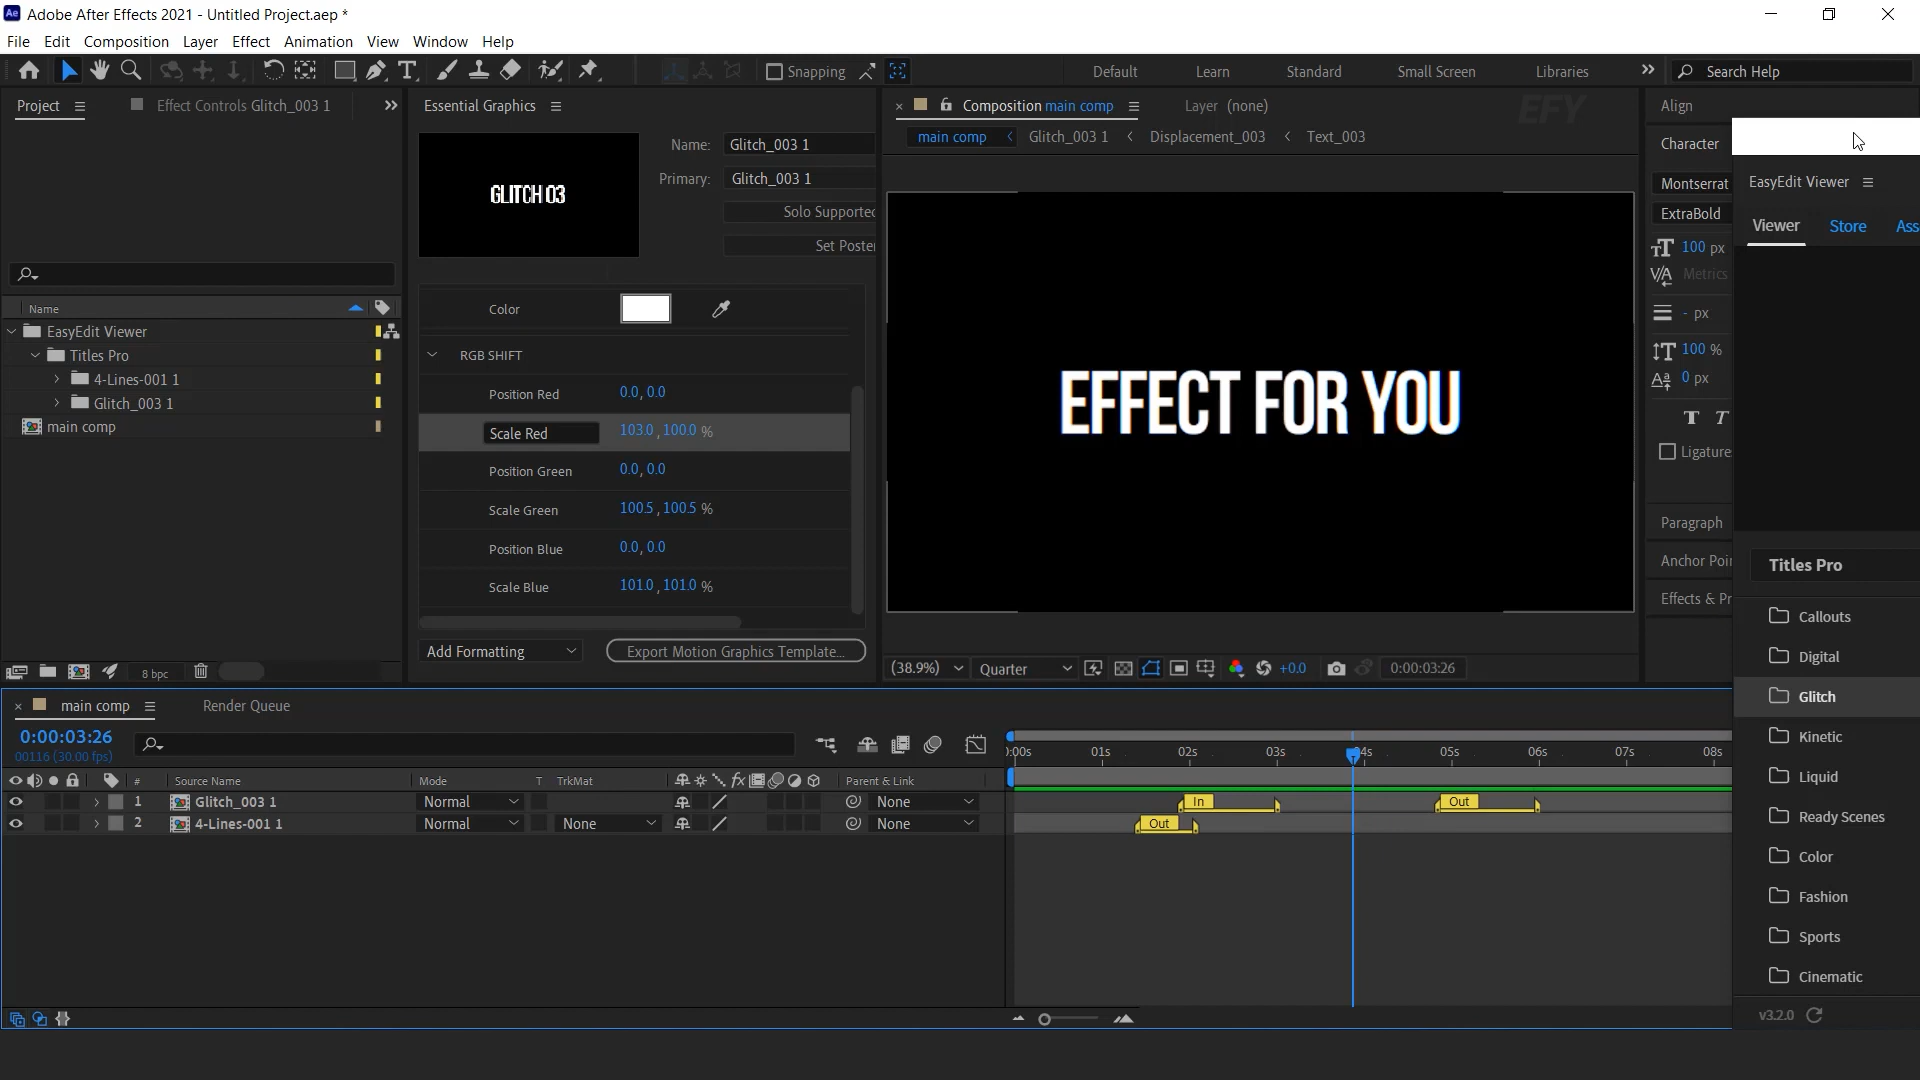 Ae Adobe After Effects 2021 - Untitled Project.aep *
File Edit Composition Layer Effect Animation View Window Help
Snapping
Default Learn Standard Small Screen Libraries
Search Help
Project
Effect Controls Glitch_003 1
Name
EasyEdit Viewer
Titles Pro
4-Lines-001 1
Glitch_003 1
main comp
8 bpc
Essential Graphics
GLITCH 03
Name: Glitch_003 1
Primary: Glitch_003 1
Solo Supported
Set Poster
Color
RGB SHIFT
Position Red 0.0, 0.0
Scale Red 103.0, 100.0 %
Position Green 0.0, 0.0
Scale Green 100.5, 100.5 %
Position Blue 0.0, 0.0
Scale Blue 101.0, 101.0 %
Add Formatting
Export Motion Graphics Template...
Composition main comp
Layer (none)
EFY
main comp Glitch_003 1 Displacement_003 Text_003
EFFECT FOR YOU
(38.9%) Quarter +0.0 0:00:03:26
Align
Character
Montserrat
ExtraBold
100 px
Metrics
- px
100 %
0 px
T T
Ligature
Paragraph
Anchor Poi
Effects & Pr
EasyEdit Viewer
Viewer Store Ass
Titles Pro
Callouts
Digital
Glitch
Kinetic
Liquid
Ready Scenes
Color
Fashion
Sports
Cinematic
v3.2.0
main comp
Render Queue
0:00:03:26
00116 (30.00 fps)
:00s 01s 02s 03s 04s 05s 06s 07s 08s
# Source Name Mode T TrkMat fx Parent & Link
1 Glitch_003 1 Normal None
In Out
2 4-Lines-001 1 Normal None None
Out